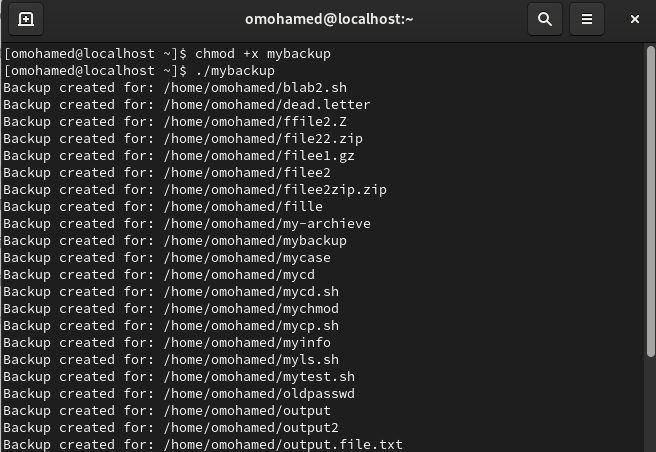 omohamed@localhost:~
[omohamed@localhost ~]$ chmod +x mybackup
[omohamed@localhost ~]$ ./mybackup
Backup created for: /home/omohamed/blab2.sh
Backup created for: /home/omohamed/dead.letter
Backup created for: /home/omohamed/ffile2.Z
Backup created for: /home/omohamed/file22.zip
Backup created for: /home/omohamed/filee1.gz
Backup created for: /home/omohamed/filee2
Backup created for: /home/omohamed/filee2zip.zip
Backup created for: /home/omohamed/fille
Backup created for: /home/omohamed/my-archieve
Backup created for: /home/omohamed/mybackup
Backup created for: /home/omohamed/mycase
Backup created for: /home/omohamed/mycd
Backup created for: /home/omohamed/mycd.sh
Backup created for: /home/omohamed/mychmod
Backup created for: /home/omohamed/mycp.sh
Backup created for: /home/omohamed/myinfo
Backup created for: /home/omohamed/myls.sh
Backup created for: /home/omohamed/mytest.sh
Backup created for: /home/omohamed/oldpasswd
Backup created for: /home/omohamed/output
Backup created for: /home/omohamed/output2
Backup created for: /home/omohamed/output.file.txt